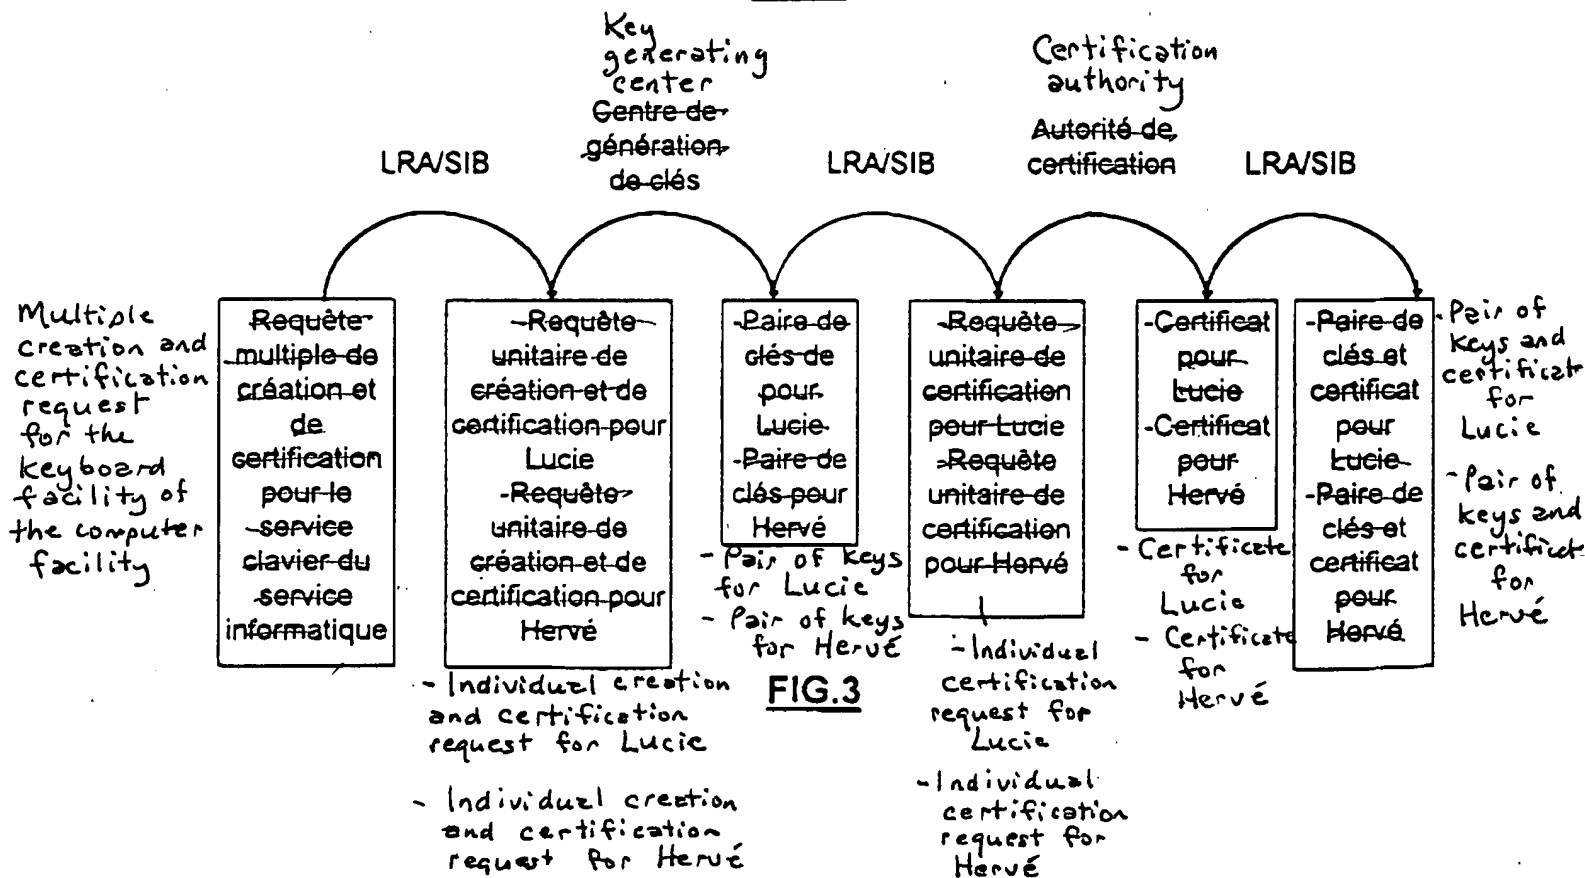 Key
generating
center
Centre de
génération
de clés
Certification
authority
Autorité de
certification
LRA/SIB
LRA/SIB
LRA/SIB
Multiple
creation and
certification
request
for the
keyboard
facility of
the computer
facility
Requête
multiple de
création et
de
certification
pour le
service
clavier du
service
informatique
-Requête
unitaire de
création et de
certification pour
Lucie
-Requête
unitaire de
création et de
certification pour
Hervé
- Individual creation
and certification
request for Lucie
- Individual creation
and certification
request for Hervé
-Paire de
clés de
pour
Lucie
-Paire de
clés pour
Hervé
- Pair of keys
for Lucie
- Pair of keys
for Hervé
-Requête
unitaire de
certification
pour Lucie
-Requête
unitaire de
certification
pour Hervé
- Individual
certification
request for
Lucie
- Individual
certification
request for
Hervé
-Certificat
pour
Lucie
-Certificat
pour
Hervé
- Certificate
for
Lucie
- Certificate
for
Hervé
-Paire de
clés et
certificat
pour
Lucie
-Paire de
clés et
certificat
pour
Hervé
- Pair of
keys and
certificate
for
Lucie
- Pair of
keys and
certificate
for
Hervé
FIG.3